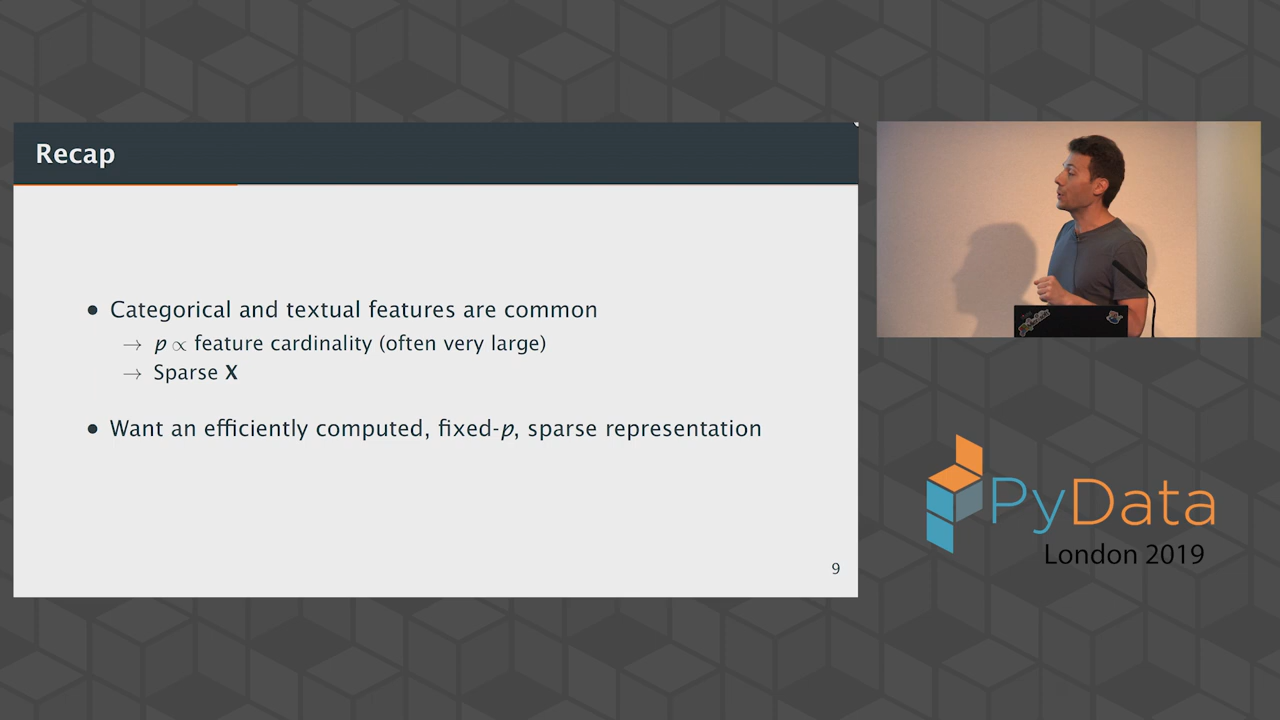 Recap
• Categorical and textual features are common
→ p ∝ feature cardinality (often very large)
→ Sparse X
• Want an efficiently computed, fixed-p, sparse representation
9
PyData
London 2019